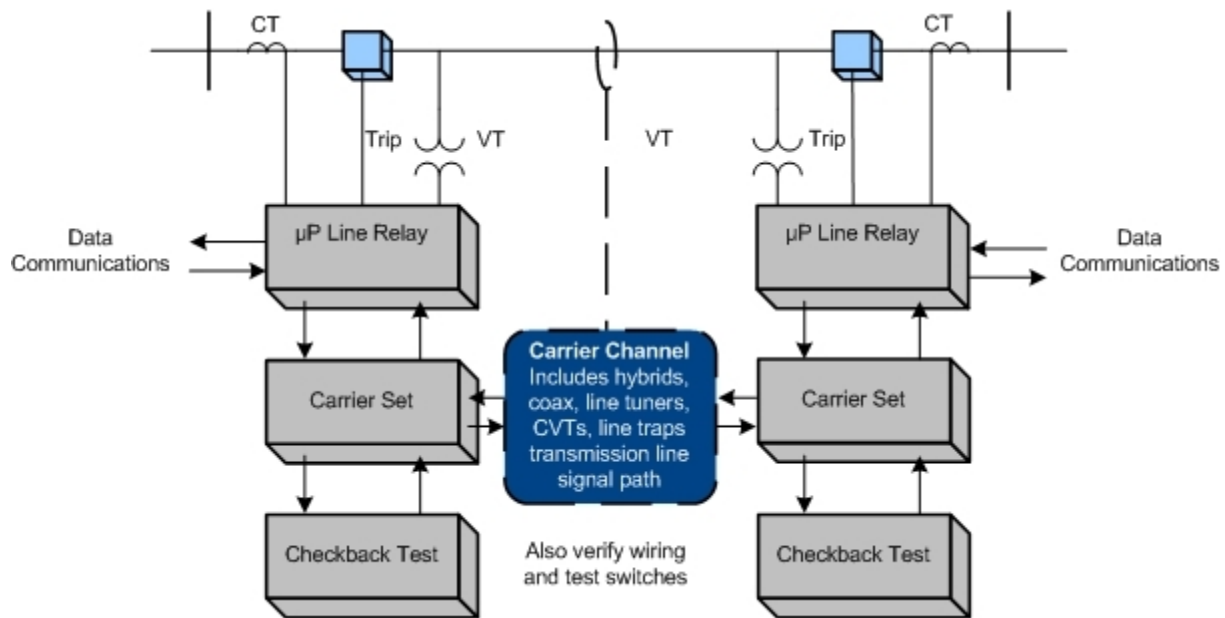 CT
CT
Trip
VT
VT
Trip
µP Line Relay
µP Line Relay
Data
Communications
Data
Communications
Carrier Channel
Includes hybrids,
coax, line tuners,
CVTs, line traps
transmission line
signal path
Carrier Set
Carrier Set
Checkback Test
Also verify wiring
and test switches
Checkback Test